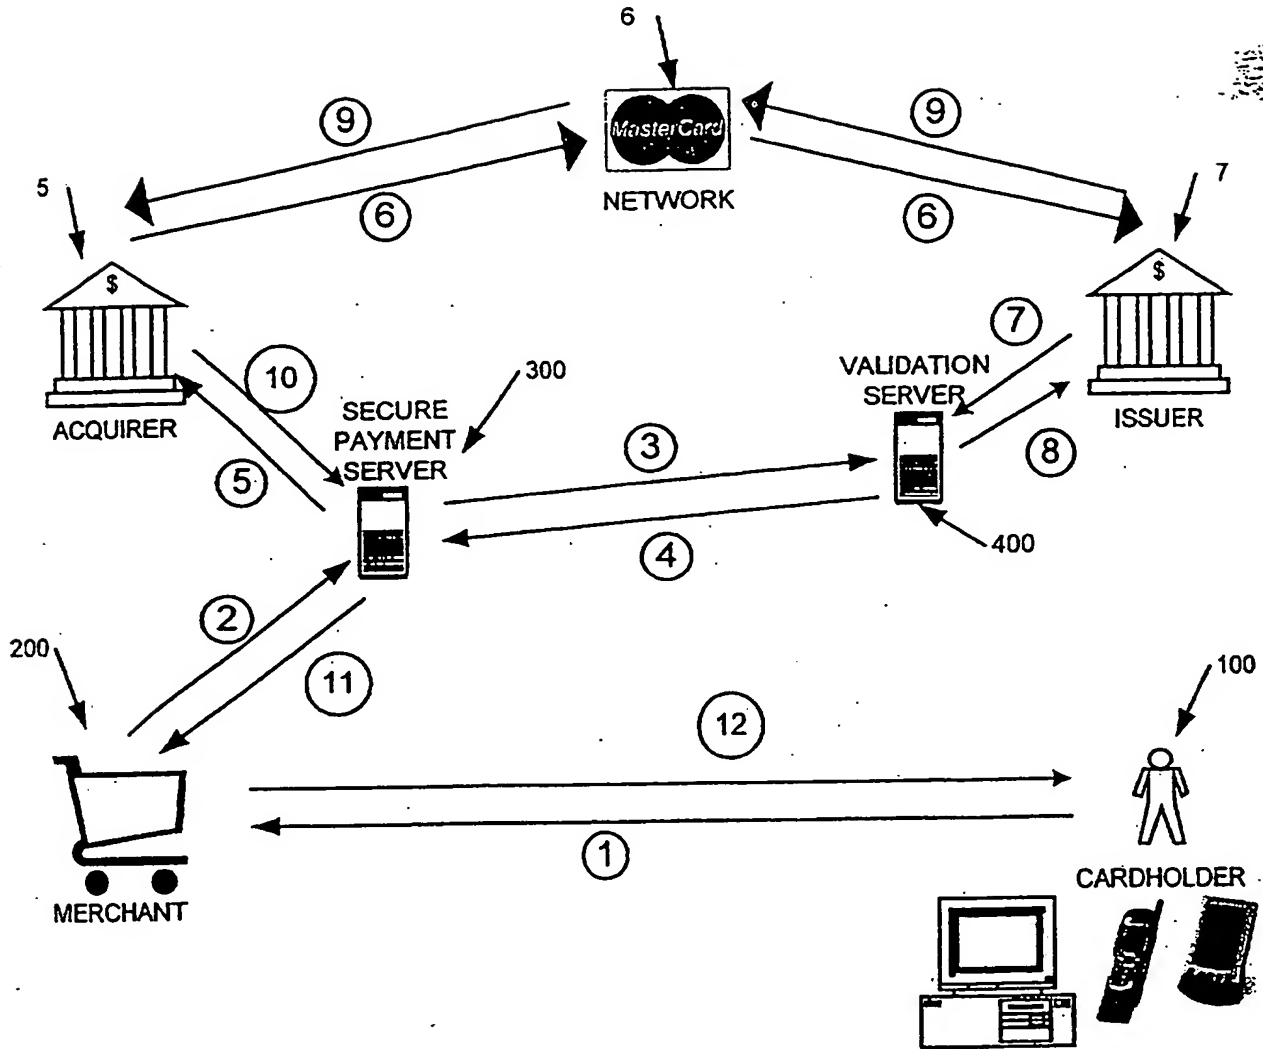 6
9
9
MasterCard
5
7
NETWORK
6
6
$
$
7
10
300
VALIDATION
SERVER
ACQUIRER
SECURE
PAYMENT
SERVER
3
ISSUER
8
5
4
400
2
200
11
100
12
1
CARDHOLDER
MERCHANT